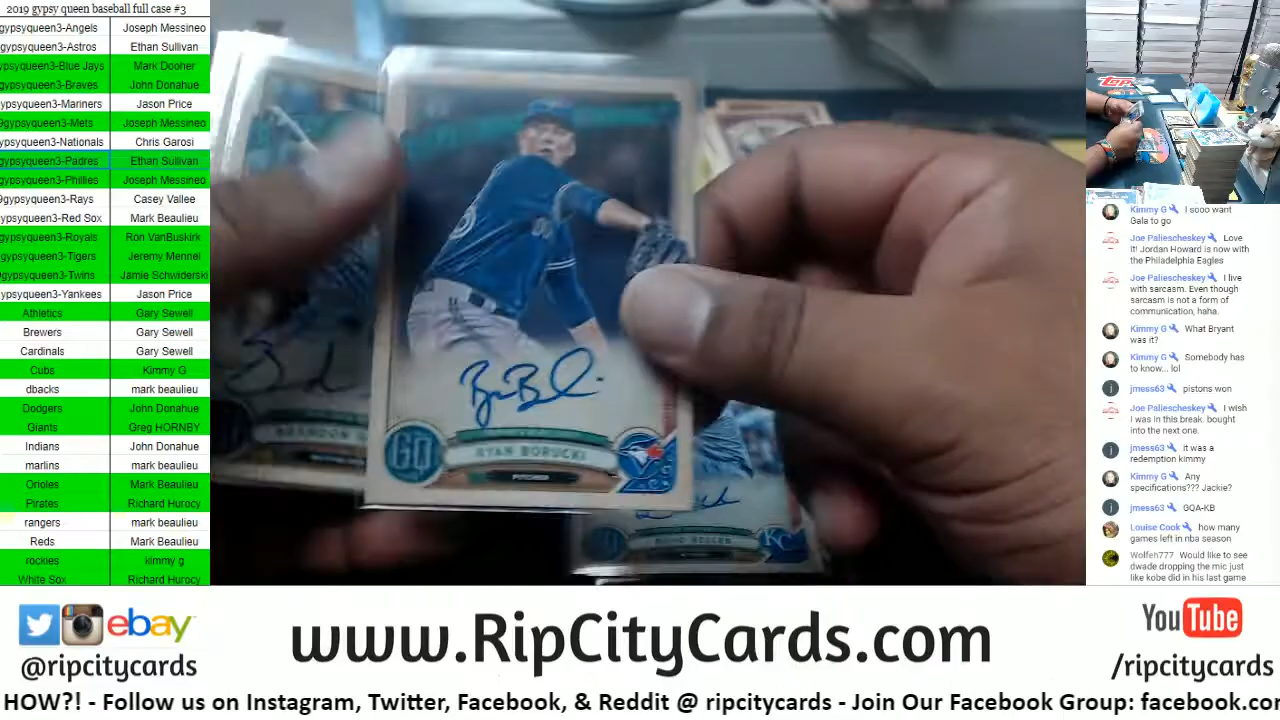 2019 gypsy queen baseball full case #3
gypsyqueen3-Angels Joseph Messineo
gypsyqueen3-Astros Ethan Sullivan
gypsyqueen3-Blue Jays Mark Dooher
gypsyqueen3-Braves John Donahue
gypsyqueen3-Mariners Jason Price
9gypsyqueen3-Mets Joseph Messineo
gypsyqueen3-Nationals Chris Garosi
gypsyqueen3-Padres Ethan Sullivan
gypsyqueen3-Phillies Joseph Messineo
9gypsyqueen3-Rays Casey Vallee
gypsyqueen3-Red Sox Mark Beaulieu
gypsyqueen3-Royals Ron VanBuskirk
gypsyqueen3-Tigers Jeremy Mennel
gypsyqueen3-Twins Jamie Schwiderski
gypsyqueen3-Yankees Jason Price
Athletics Gary Sewell
Brewers Gary Sewell
Cardinals Gary Sewell
Cubs Kimmy G
dbacks mark beaulieu
Dodgers John Donahue
Giants Greg HORNBY
Indians John Donahue
marlins mark beaulieu
Orioles Mark Beaulieu
Pirates Richard Hurocy
rangers mark beaulieu
Reds Mark Beaulieu
rockies kimmy g
White Sox Richard Hurocy
GQ
RYAN BORUCKI
PITCHER
BRANDON
KC
Kimmy G I sooo want
Gala to go
Joe Paliescheskey Love
it! Jordan Howard is now with
the Philadelphia Eagles
Joe Paliescheskey I live
with sarcasm. Even though
sarcasm is not a form of
communication, haha.
Kimmy G What Bryant
was it?
Kimmy G Somebody has
to know... lol
jmess63 pistons won
Joe Paliescheskey I wish
I was in this break. bought
into the next one.
jmess63 it was a
redemption kimmy
Kimmy G Any
specifications??? Jackie?
jmess63 GQA-KB
Louise Cook how many
games left in nba season
Wolfeh777 Would like to see
dwade dropping the mic just
like kobe did in his last game
ebay
@ripcitycards
www.RipCityCards.com
YouTube
/ripcitycards
HOW?! - Follow us on Instagram, Twitter, Facebook, & Reddit @ ripcitycards - Join Our Facebook Group: facebook.co